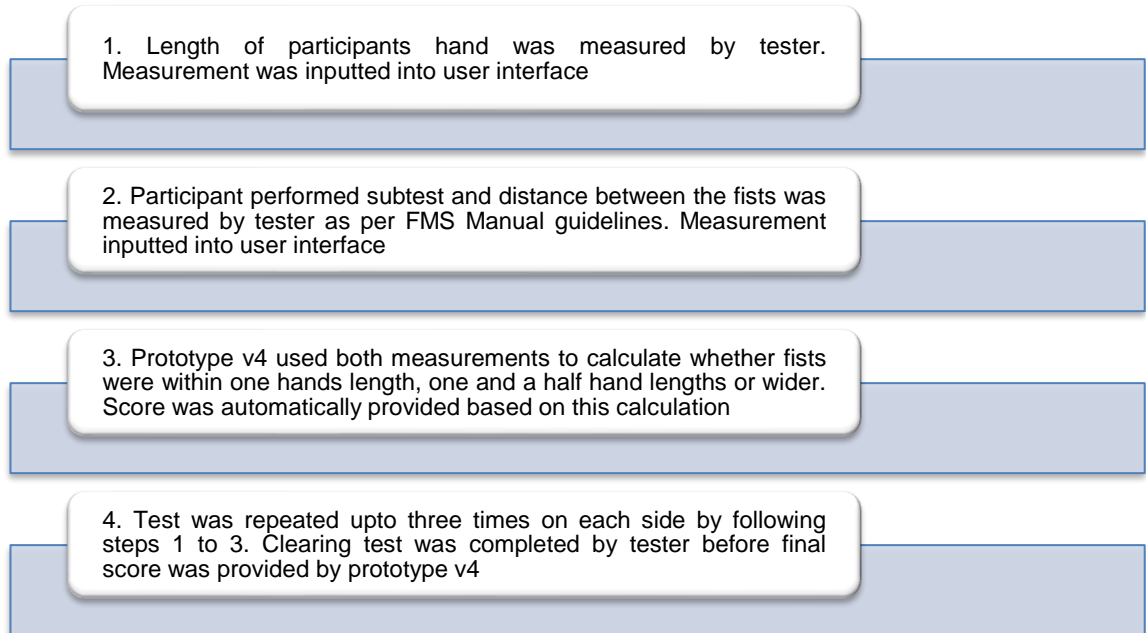 1. Length of participants hand was measured by tester.
Measurement was inputted into user interface
2. Participant performed subtest and distance between the fists was
measured by tester as per FMS Manual guidelines. Measurement
inputted into user interface
3. Prototype v4 used both measurements to calculate whether fists
were within one hands length, one and a half hand lengths or wider.
Score was automatically provided based on this calculation
4. Test was repeated upto three times on each side by following
steps 1 to 3. Clearing test was completed by tester before final
score was provided by prototype v4